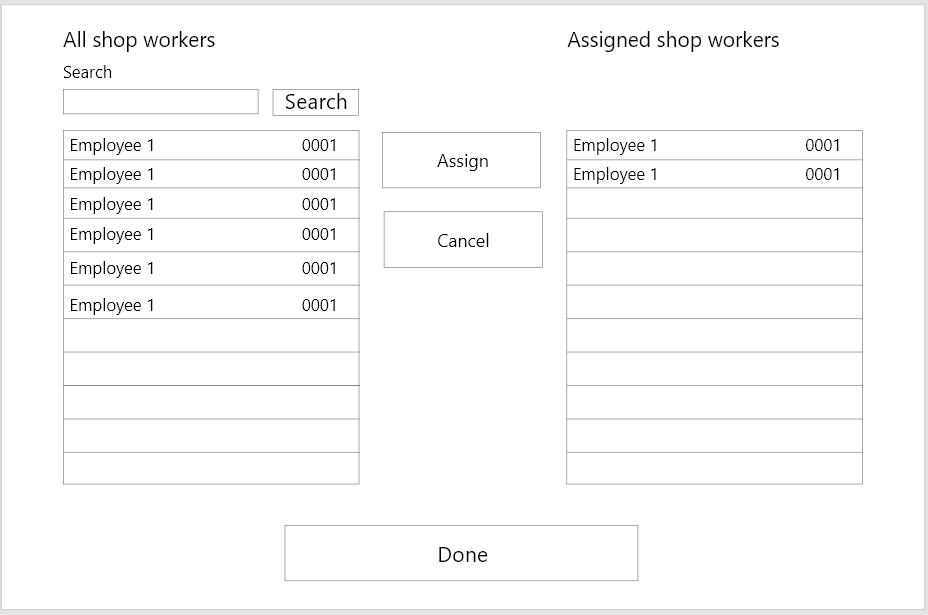 All shop workers
Assigned shop workers
Search
Search
Employee 1 0001
Employee 1 0001
Employee 1 0001
Employee 1 0001
Employee 1 0001
Employee 1 0001
Assign
Cancel
Employee 1 0001
Employee 1 0001
Done